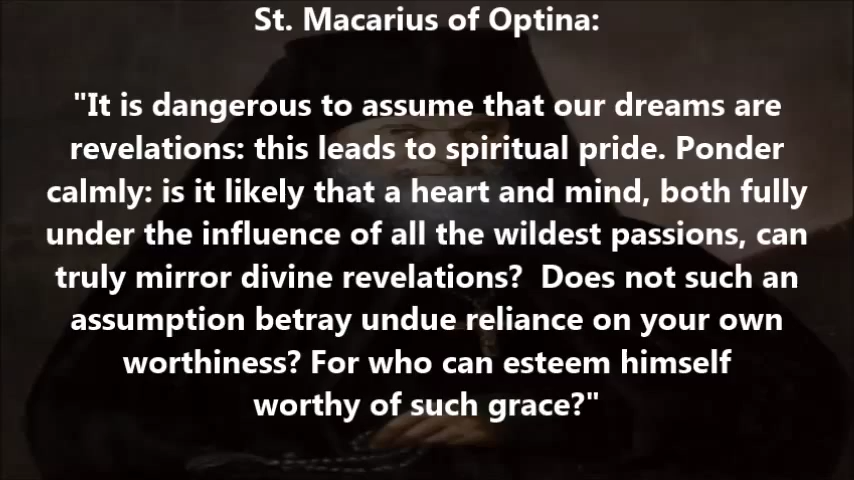 St. Macarius of Optina:
"It is dangerous to assume that our dreams are
revelations: this leads to spiritual pride. Ponder
calmly: is it likely that a heart and mind, both fully
under the influence of all the wildest passions, can
truly mirror divine revelations?  Does not such an
assumption betray undue reliance on your own
worthiness? For who can esteem himself
worthy of such grace?"